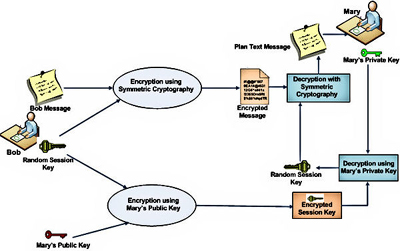 Mary
Plan Text Message
Mary's Private Key
Bob Message
Encryption using
Symmetric Cryptography
Encrypted
Message
Decryption with
Symmetric
Cryptography
Bob
Random Session
Key
Random Session
Key
Decryption using
Mary's Private Key
Encryption using
Mary's Public Key
Encrypted
Session Key
Mary's Public Key